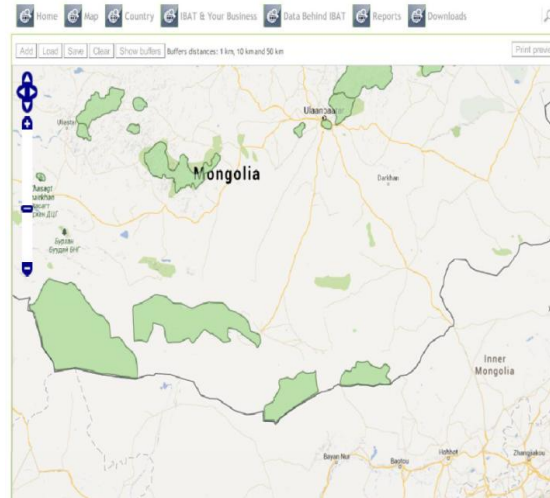 Home Map Country IBAT & Your Business Data Behind IBAT Reports Downloads
Add Load Save Clear Show buffers Buffers distances: 1 km, 10 km and 50 km Print previe
Ulaanbaatar
Mongolia
Darkhan
Inner
Mongolia
Bayan Nur
Baotou
Hohhot
Zhangjiakou